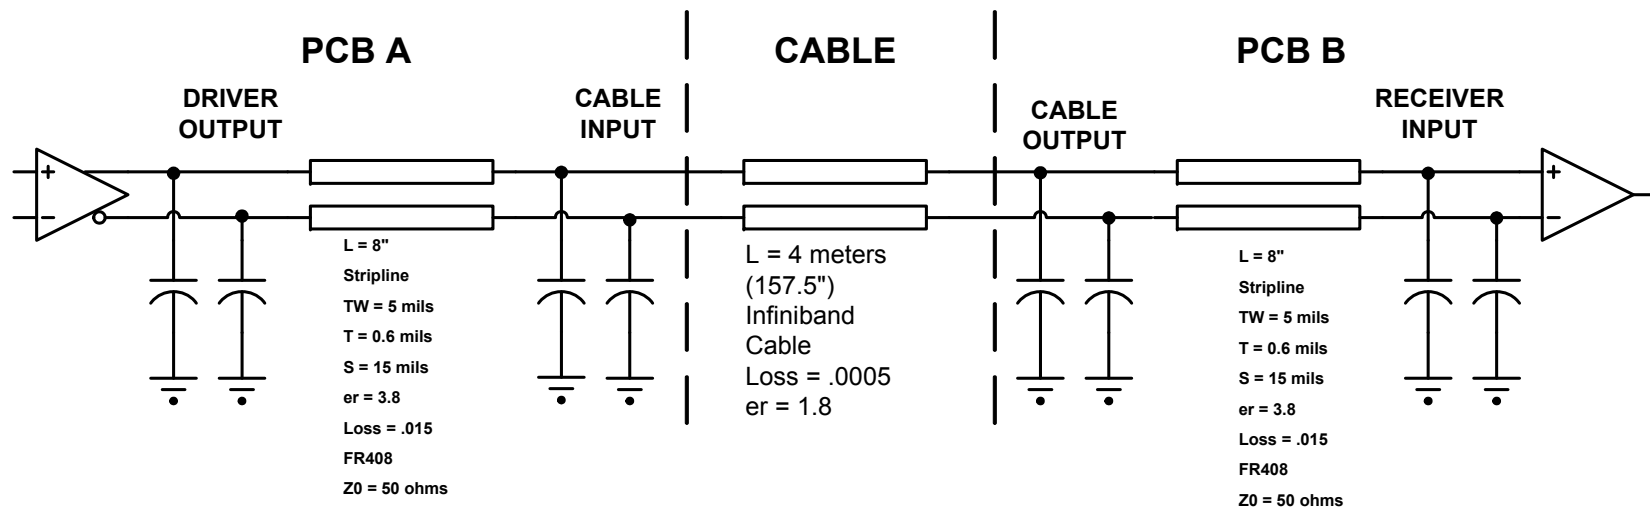 PCB A
CABLE
PCB B
DRIVER
OUTPUT
CABLE
INPUT
CABLE
OUTPUT
RECEIVER
INPUT
+
−
+
−
L = 8"
Stripline
TW = 5 mils
T = 0.6 mils
S = 15 mils
er = 3.8
Loss = .015
FR408
Z0 = 50 ohms
L = 4 meters
(157.5")
Infiniband
Cable
Loss = .0005
er = 1.8
L = 8"
Stripline
TW = 5 mils
T = 0.6 mils
S = 15 mils
er = 3.8
Loss = .015
FR408
Z0 = 50 ohms